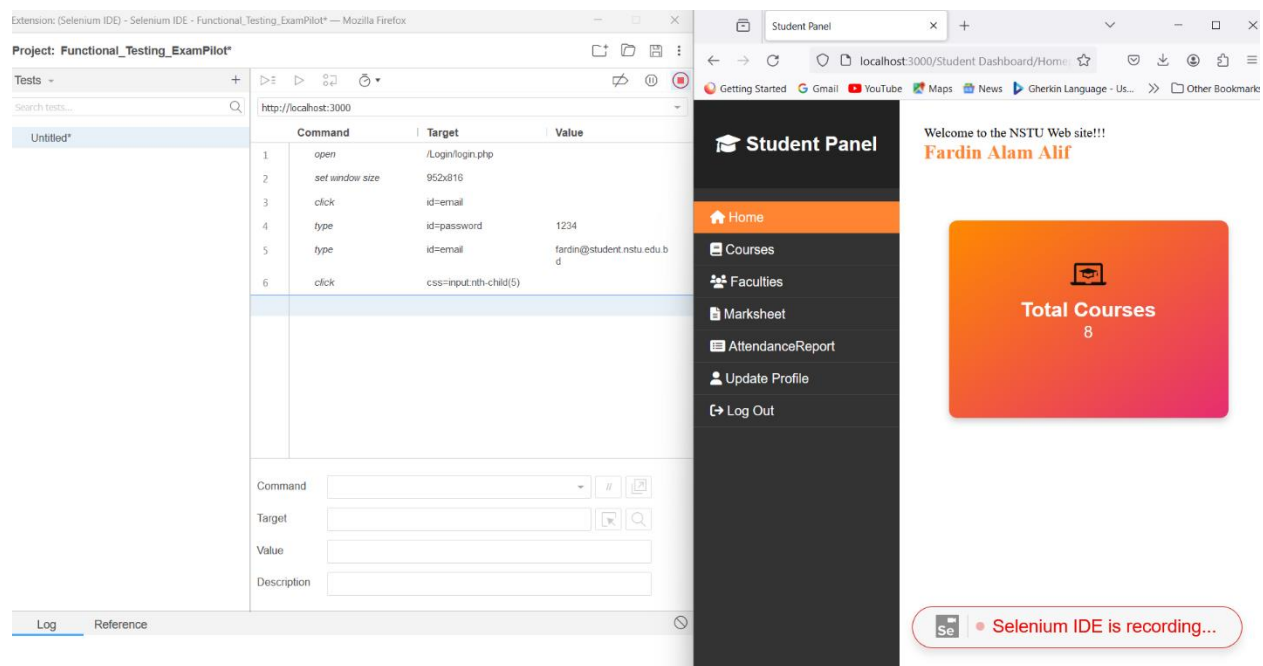 Extension: (Selenium IDE) - Selenium IDE - Functional_Testing_ExamPilot* — Mozilla Firefox
Project: Functional_Testing_ExamPilot*
Tests
Search tests...
Untitled*
http://localhost:3000
Command Target Value
1 open /Login/login.php
2 set window size 952x816
3 click id=email
4 type id=password 1234
5 type id=email fardin@student.nstu.edu.b
d
6 click css=input:nth-child(5)
Command
//
Target
Value
Description
Log Reference
Student Panel
localhost:3000/Student Dashboard/Home
Getting Started Gmail YouTube Maps News Gherkin Language - Us... Other Bookmarks
Student Panel
Home
Courses
Faculties
Marksheet
AttendanceReport
Update Profile
Log Out
Welcome to the NSTU Web site!!!
Fardin Alam Alif
Total Courses
8
Se
Selenium IDE is recording...